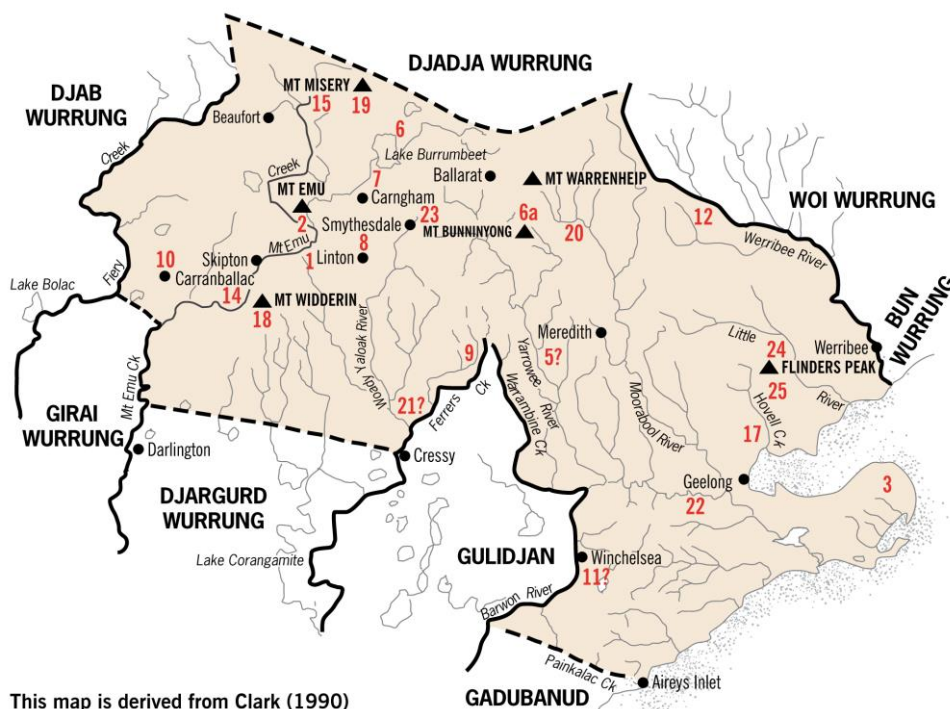 DJADJA WURRUNG
DJAB
WURRUNG
MT MISERY
15
19
Beaufort
6
Creek
Lake Burrumbeet
Creek
7
Ballarat
MT WARRENHEIP
MT EMU
Carngham
WOI WURRUNG
2
Smythesdale
23
6a
12
MT BUNNINYONG
20
Mt Emu
8
Werribee River
10
Skipton
1
Linton
Carranballac
Fiery
Lake Bolac
14
MT WIDDERIN
18
BUN
WURRUNG
Meredith
Little
Werribee
Woady Yaloak River
9
5?
24
FLINDERS PEAK
Yarrowee River
Warrambine Ck
25
River
Mt Emu Ck
GIRAI
WURRUNG
21?
Ferrers Ck
Moorabool River
Hovell Ck
17
Darlington
Cressy
Geelong
3
DJARGURD
WURRUNG
22
Lake Corangamite
GULIDJAN
Winchelsea
11?
Barwon River
Painkalac Ck
Aireys Inlet
GADUBANUD
This map is derived from Clark (1990)